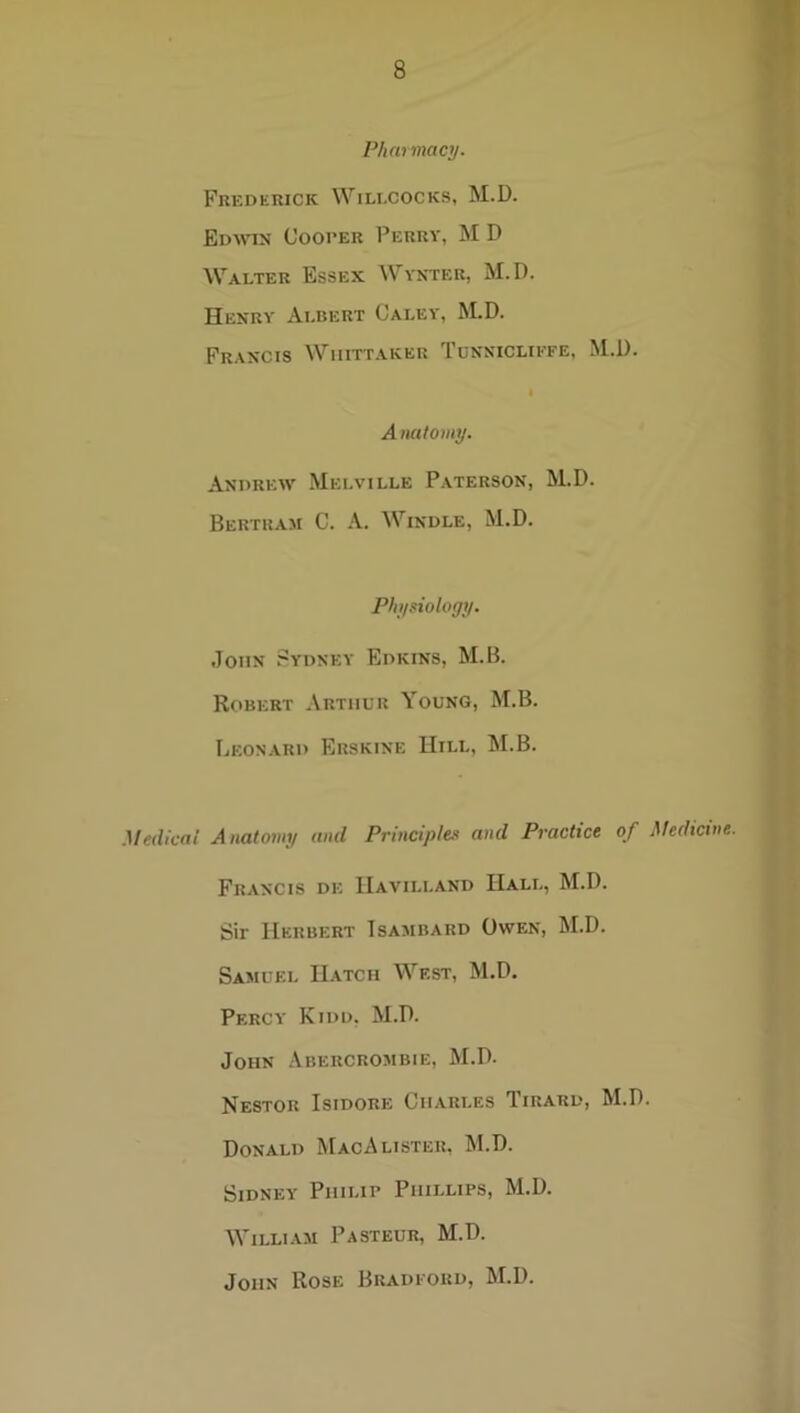 8
Pharmacy.
FREDERICK WILLCOCKS, M.D.
EDWIN COOPER PERRY, M D
WALTER ESSEX WYNTER, M.D.
HENRY ALBERT CALEY, M.D.
FRANCIS WHITTAKER TUNNICLIFFE, M.D.
Anatomy.
ANDREW MELVILLE PATERSON, M.D.
BERTRAM C. A. WINDLE, M.D.
Physiology.
JOHN SYDNEY EDKINS, M.B.
ROBERT ARTHUR YOUNG, M.B.
LEONARD ERSKINE HILL, M.B.
Medical Anatomy and Principles and Practice of Medicine.
FRANCIS DE HAVILLAND HALL, M.D.
Sir HERBERT ISAMBARD OWEN, M.D.
SAMUEL HATCH WEST, M.D.
PERCY KIDD, M.D.
JOHN ABERCROMBIE, M.D.
NESTOR ISIDORE CHARLES TIRARD, M.D.
DONALD MACALISTER, M.D.
SIDNEY PHILIP PHILLIPS, M.D.
WILLIAM PASTEUR, M.D.
JOHN ROSE BRADFORD, M.D.